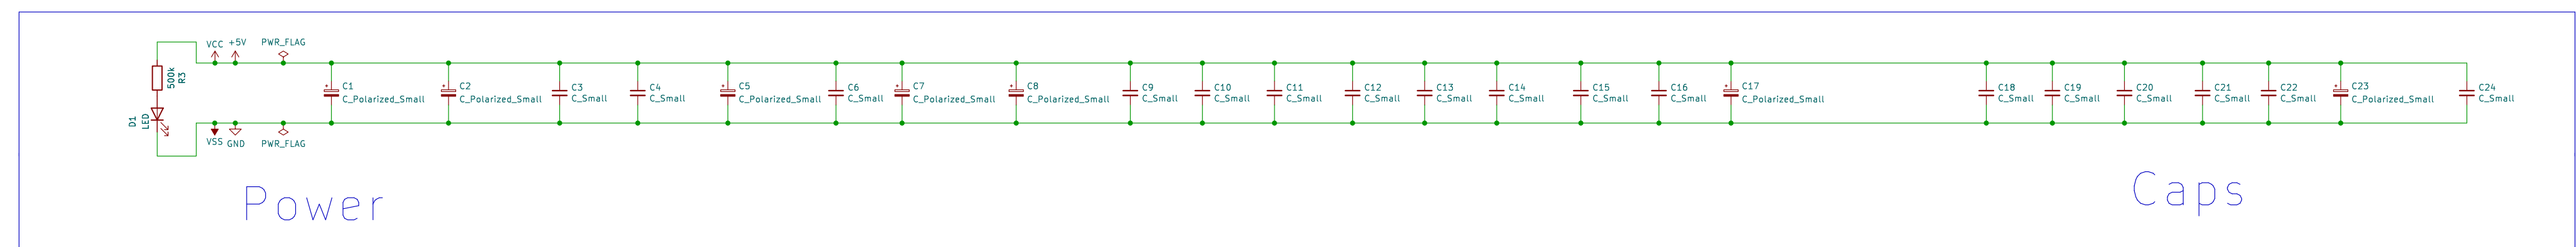 VCC +5V PWR_FLAG
500k
R3
D1
LED
VSS GND PWR_FLAG
C1
C_Polarized_Small
C2
C_Polarized_Small
C3
C_Small
C4
C_Small
C5
C_Polarized_Small
C6
C_Small
C7
C_Polarized_Small
C8
C_Polarized_Small
C9
C_Small
C10
C_Small
C11
C_Small
C12
C_Small
C13
C_Small
C14
C_Small
C15
C_Small
C16
C_Small
C17
C_Polarized_Small
C18
C_Small
C19
C_Small
C20
C_Small
C21
C_Small
C22
C_Small
C23
C_Polarized_Small
C24
C_Small
Power
Caps